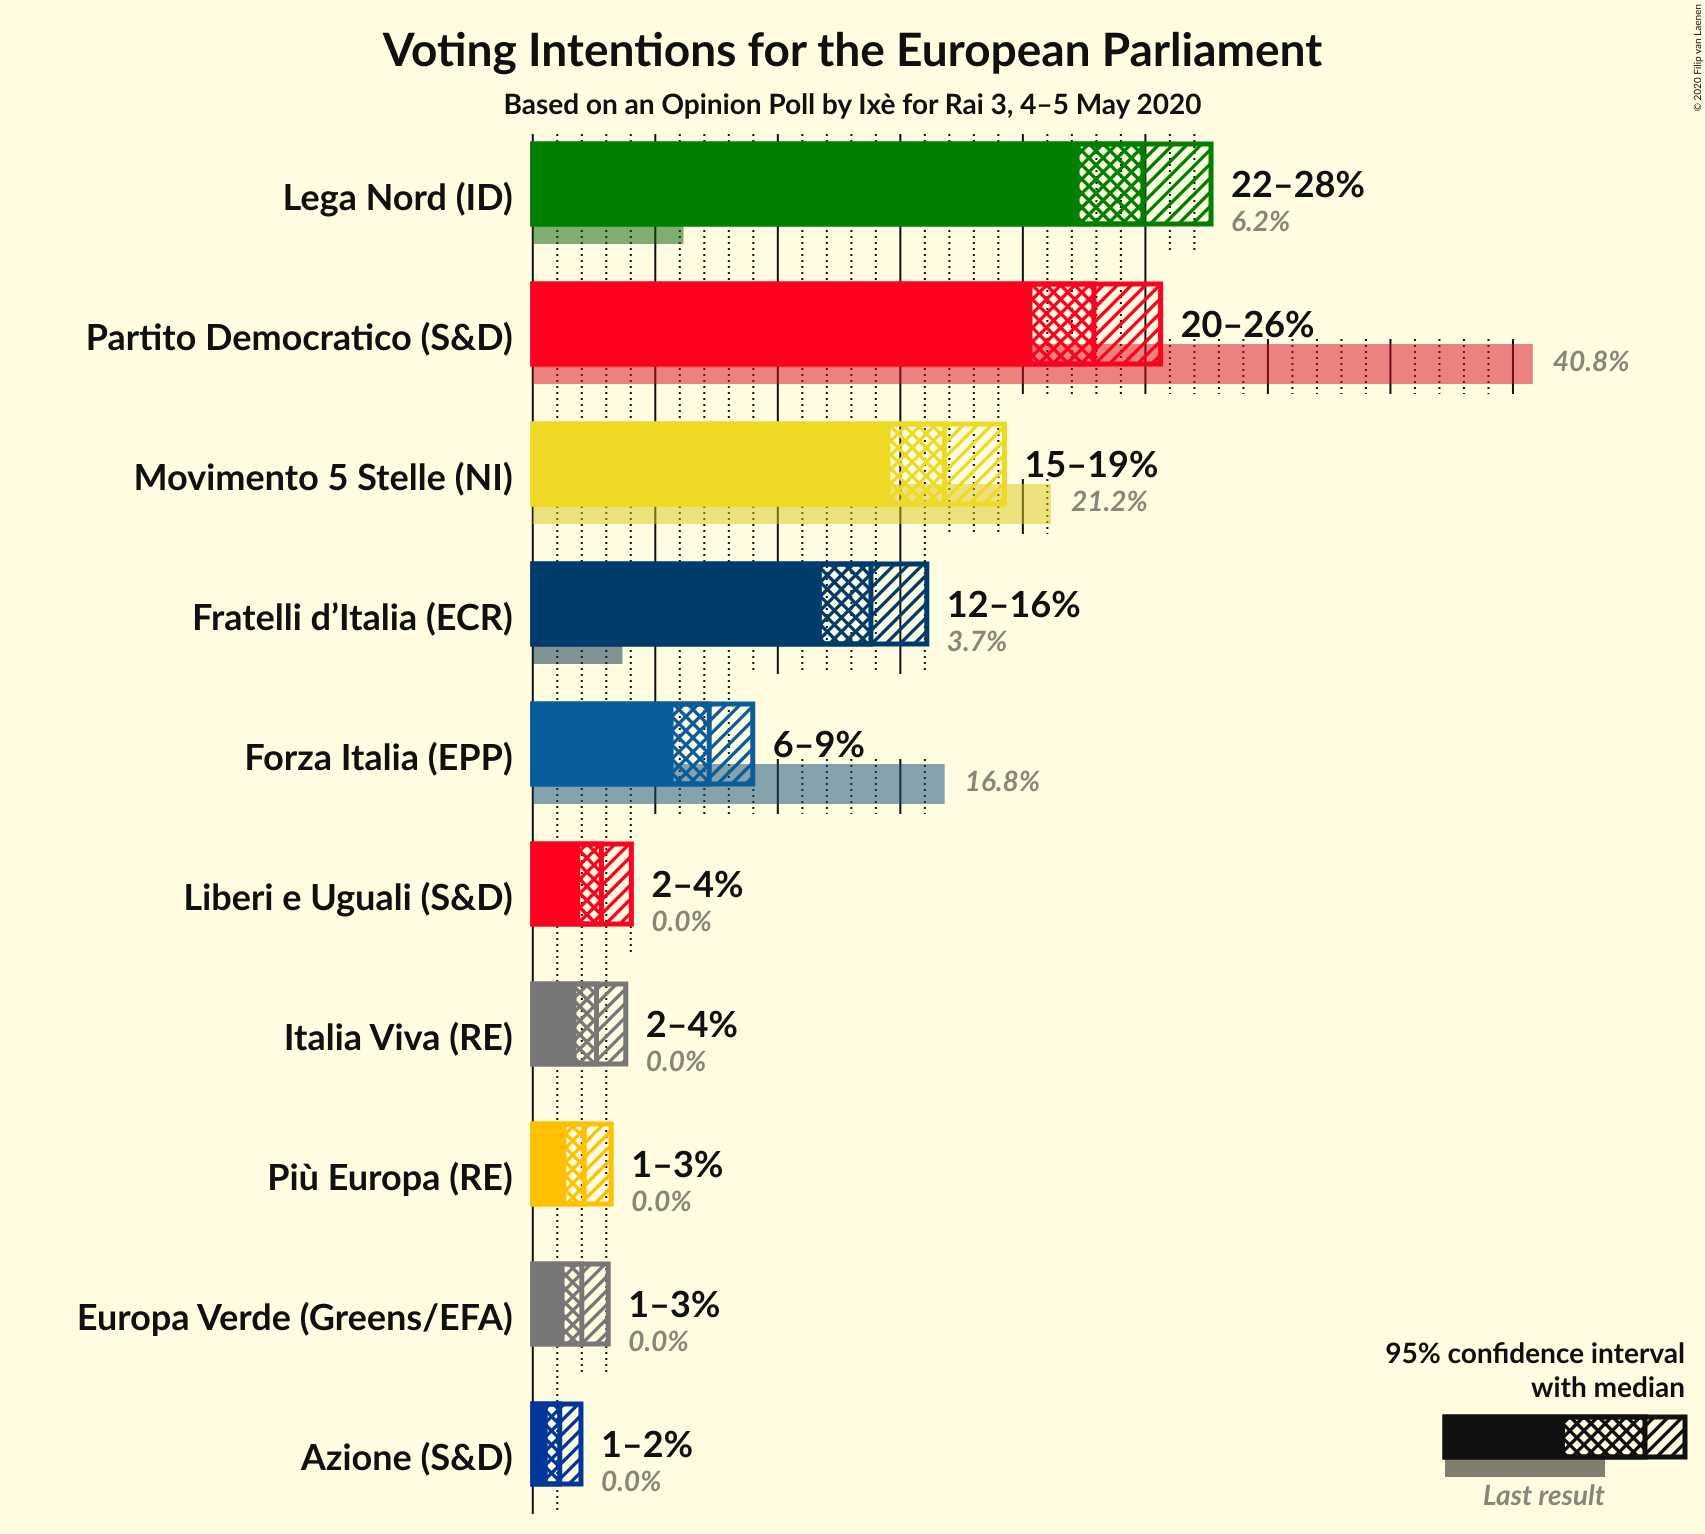 Voting Intentions for the European Parliament
Based on an Opinion Poll by Ixè for Rai 3, 4–5 May 2020
© 2020 Filip van Laenen
Lega Nord (ID)
22–28%
6.2%
Partito Democratico (S&D)
20–26%
40.8%
Movimento 5 Stelle (NI)
15–19%
21.2%
Fratelli d’Italia (ECR)
12–16%
3.7%
Forza Italia (EPP)
6–9%
16.8%
Liberi e Uguali (S&D)
2–4%
0.0%
Italia Viva (RE)
2–4%
0.0%
Più Europa (RE)
1–3%
0.0%
Europa Verde (Greens/EFA)
1–3%
0.0%
Azione (S&D)
1–2%
0.0%
95% confidence interval
with median
Last result